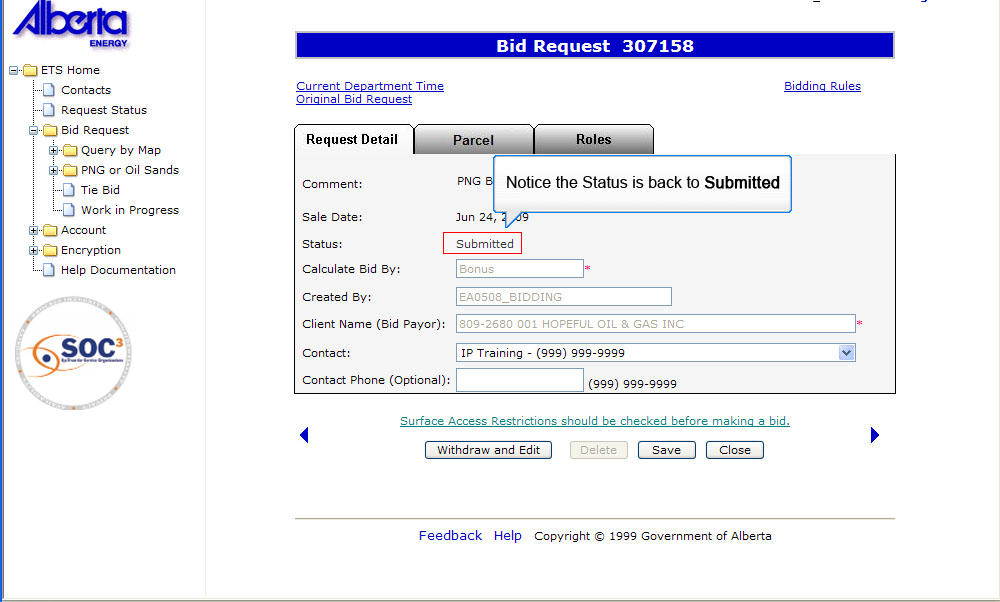 Alberta
ENERGY
Bid Request 307158
ETS Home
Contacts
Request Status
Bid Request
Query by Map
PNG or Oil Sands
Tie Bid
Work in Progress
Account
Encryption
Help Documentation
SOC3
Current Department Time
Bidding Rules
Original Bid Request
Request Detail
Parcel
Roles
Comment: PNG B
Notice the Status is back to Submitted
Sale Date: Jun 24, 2 09
Status: Submitted
Calculate Bid By: Bonus *
Created By: EA0508_BIDDING
Client Name (Bid Payor): 809-2680 001 HOPEFUL OIL & GAS INC *
Contact: IP Training - (999) 999-9999
Contact Phone (Optional): (999) 999-9999
Surface Access Restrictions should be checked before making a bid.
Withdraw and Edit
Delete
Save
Close
Feedback Help Copyright © 1999 Government of Alberta